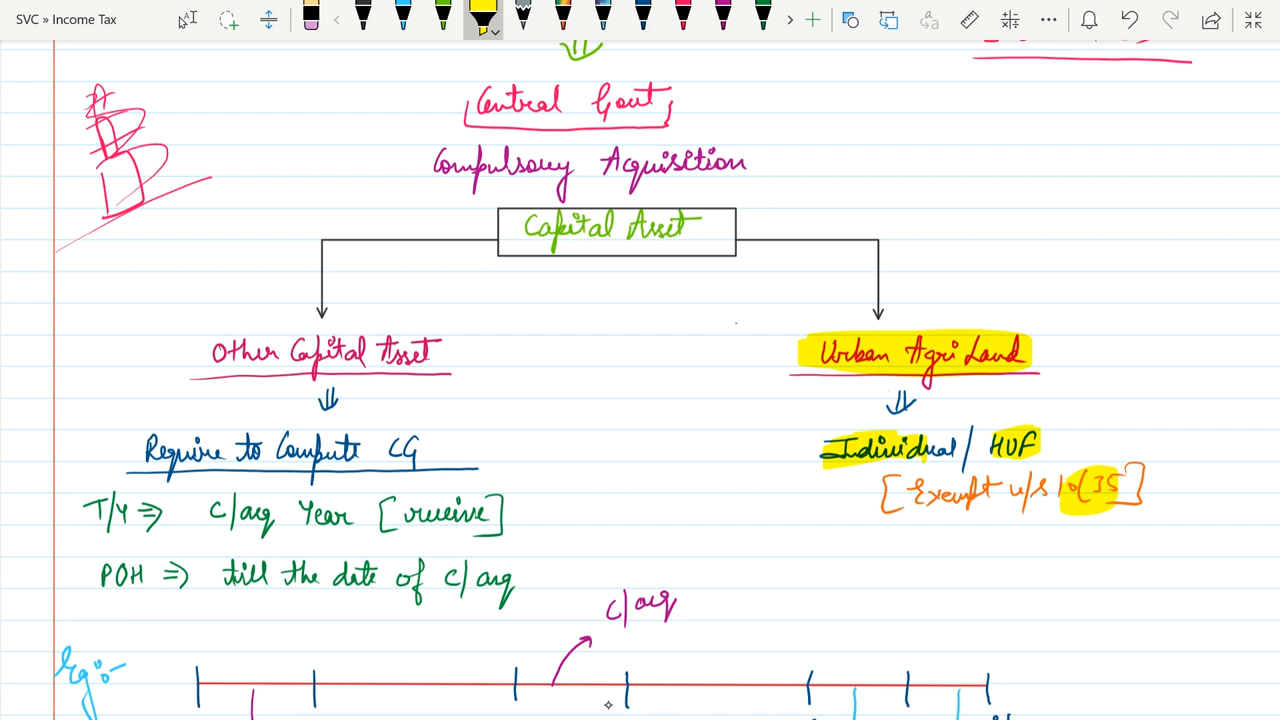 SVC » Income Tax
Central Govt
Compulsory Acquisition
Capital Asset
Other Capital Asset
Urban Agri Land
Require to Compute CG
Individual / HUF
[Exempt u/s 10(35]
T/Y ⇒ C/acq Year [receive]
POH ⇒ till the date of C/acq
C/acq
Eg:-